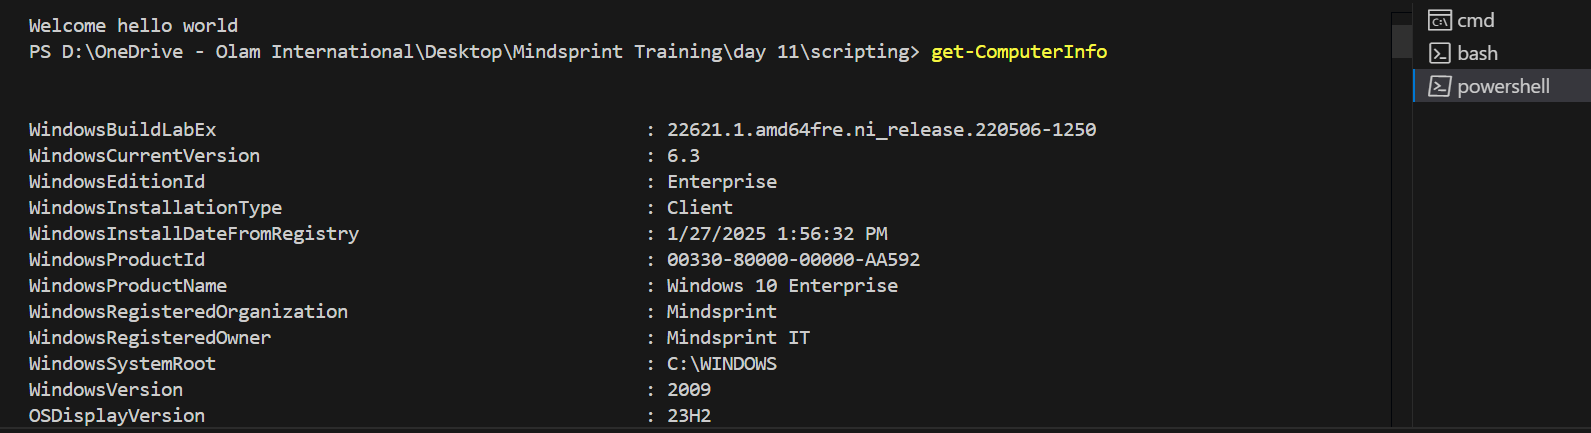 Welcome hello world
PS D:\OneDrive - Olam International\Desktop\Mindsprint Training\day 11\scripting> get-ComputerInfo
WindowsBuildLabEx : 22621.1.amd64fre.ni_release.220506-1250
WindowsCurrentVersion : 6.3
WindowsEditionId : Enterprise
WindowsInstallationType : Client
WindowsInstallDateFromRegistry : 1/27/2025 1:56:32 PM
WindowsProductId : 00330-80000-00000-AA592
WindowsProductName : Windows 10 Enterprise
WindowsRegisteredOrganization : Mindsprint
WindowsRegisteredOwner : Mindsprint IT
WindowsSystemRoot : C:\WINDOWS
WindowsVersion : 2009
OSDisplayVersion : 23H2
cmd
bash
powershell